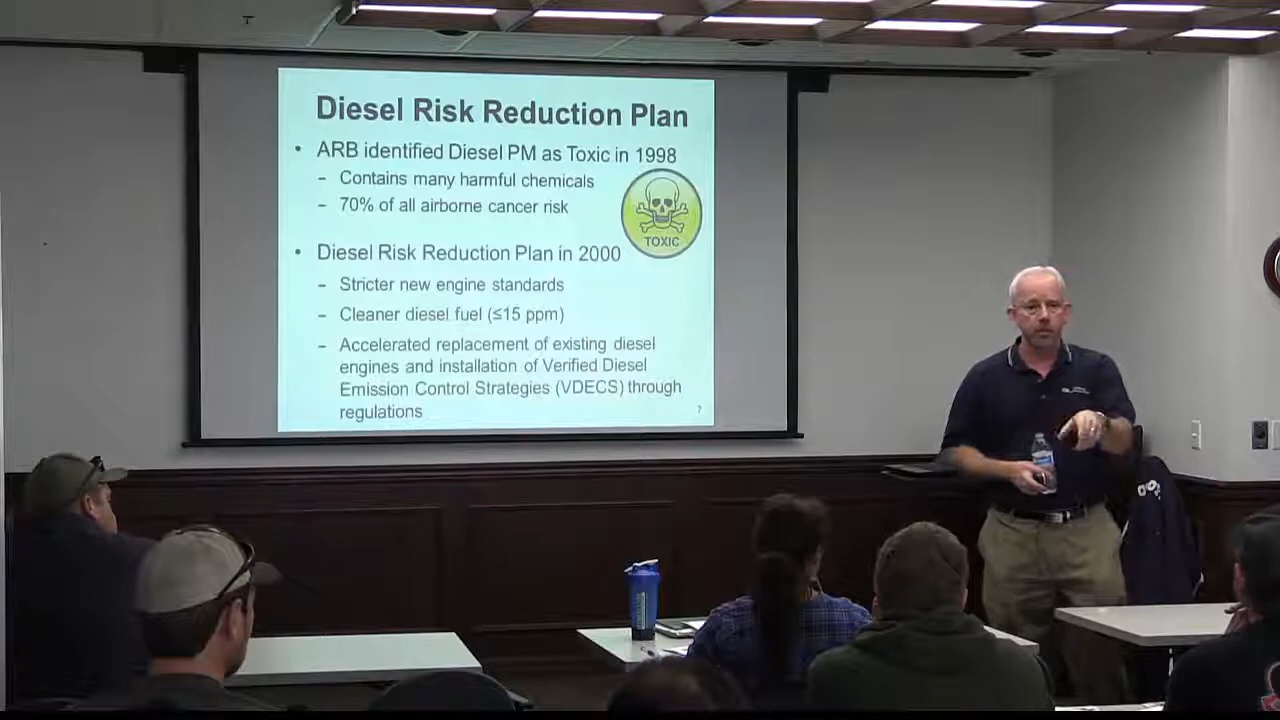 Diesel Risk Reduction Plan
• ARB identified Diesel PM as Toxic in 1998
– Contains many harmful chemicals
– 70% of all airborne cancer risk
TOXIC
• Diesel Risk Reduction Plan in 2000
– Stricter new engine standards
– Cleaner diesel fuel (≤15 ppm)
– Accelerated replacement of existing diesel
engines and installation of Verified Diesel
Emission Control Strategies (VDECS) through
regulations
7